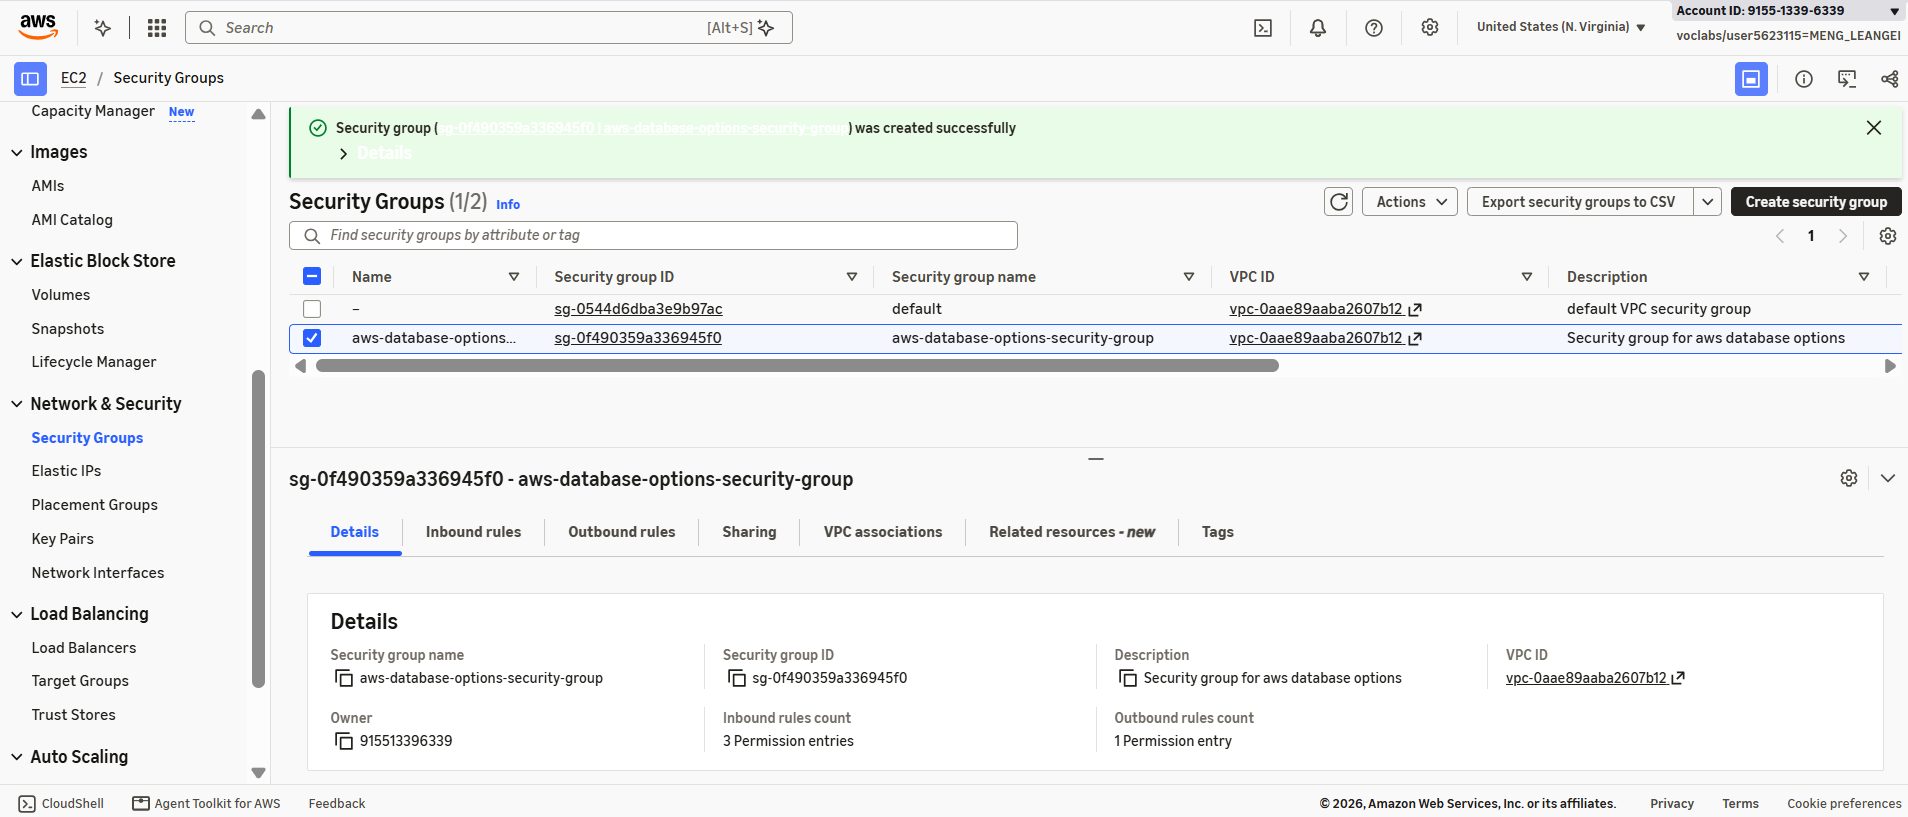 aws
Search
[Alt+S]
United States (N. Virginia)
Account ID: 9155-1339-6339
voclabs/user5623115=MENG_LEANGEI
EC2 / Security Groups
Capacity Manager New
Images
AMIs
AMI Catalog
Elastic Block Store
Volumes
Snapshots
Lifecycle Manager
Network & Security
Security Groups
Elastic IPs
Placement Groups
Key Pairs
Network Interfaces
Load Balancing
Load Balancers
Target Groups
Trust Stores
Auto Scaling
Security group (sg-0f490359a336945f0 | aws-database-options-security-group) was created successfully
Details
Security Groups (1/2) Info
Actions
Export security groups to CSV
Create security group
Find security groups by attribute or tag
1
Name Security group ID Security group name VPC ID Description
– sg-0544d6dba3e9b97ac default vpc-0aae89aaba2607b12 default VPC security group
aws-database-options... sg-0f490359a336945f0 aws-database-options-security-group vpc-0aae89aaba2607b12 Security group for aws database options
sg-0f490359a336945f0 - aws-database-options-security-group
Details Inbound rules Outbound rules Sharing VPC associations Related resources - new Tags
Details
Security group name Security group ID Description VPC ID
aws-database-options-security-group sg-0f490359a336945f0 Security group for aws database options vpc-0aae89aaba2607b12
Owner Inbound rules count Outbound rules count
915513396339 3 Permission entries 1 Permission entry
CloudShell Agent Toolkit for AWS Feedback © 2026, Amazon Web Services, Inc. or its affiliates. Privacy Terms Cookie preferences